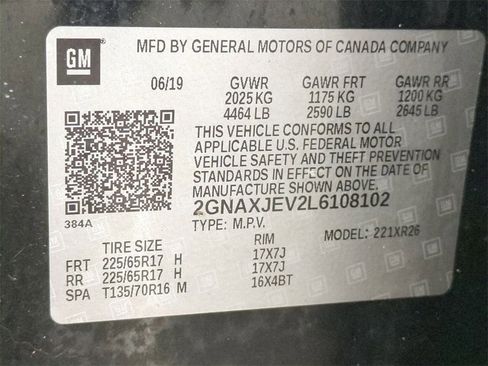 GM
MFD BY GENERAL MOTORS OF CANADA COMPANY
06/19 GVWR GAWR FRT GAWR RR
2025 KG 1175 KG 1200 KG
4464 LB 2590 LB 2645 LB
THIS VEHICLE CONFORMS TO ALL
APPLICABLE U.S. FEDERAL MOTOR
VEHICLE SAFETY AND THEFT PREVENTION
STANDARDS IN EFFECT ON THE DATE OF
MANUFACTURE SHOWN ABOVE.
2GNAXJEV2L6108102
384A TYPE: M.P.V. MODEL: 221XR26
TIRE SIZE RIM
FRT 225/65R17 H 17X7J
RR 225/65R17 H 17X7J
SPA T135/70R16 M 16X4BT